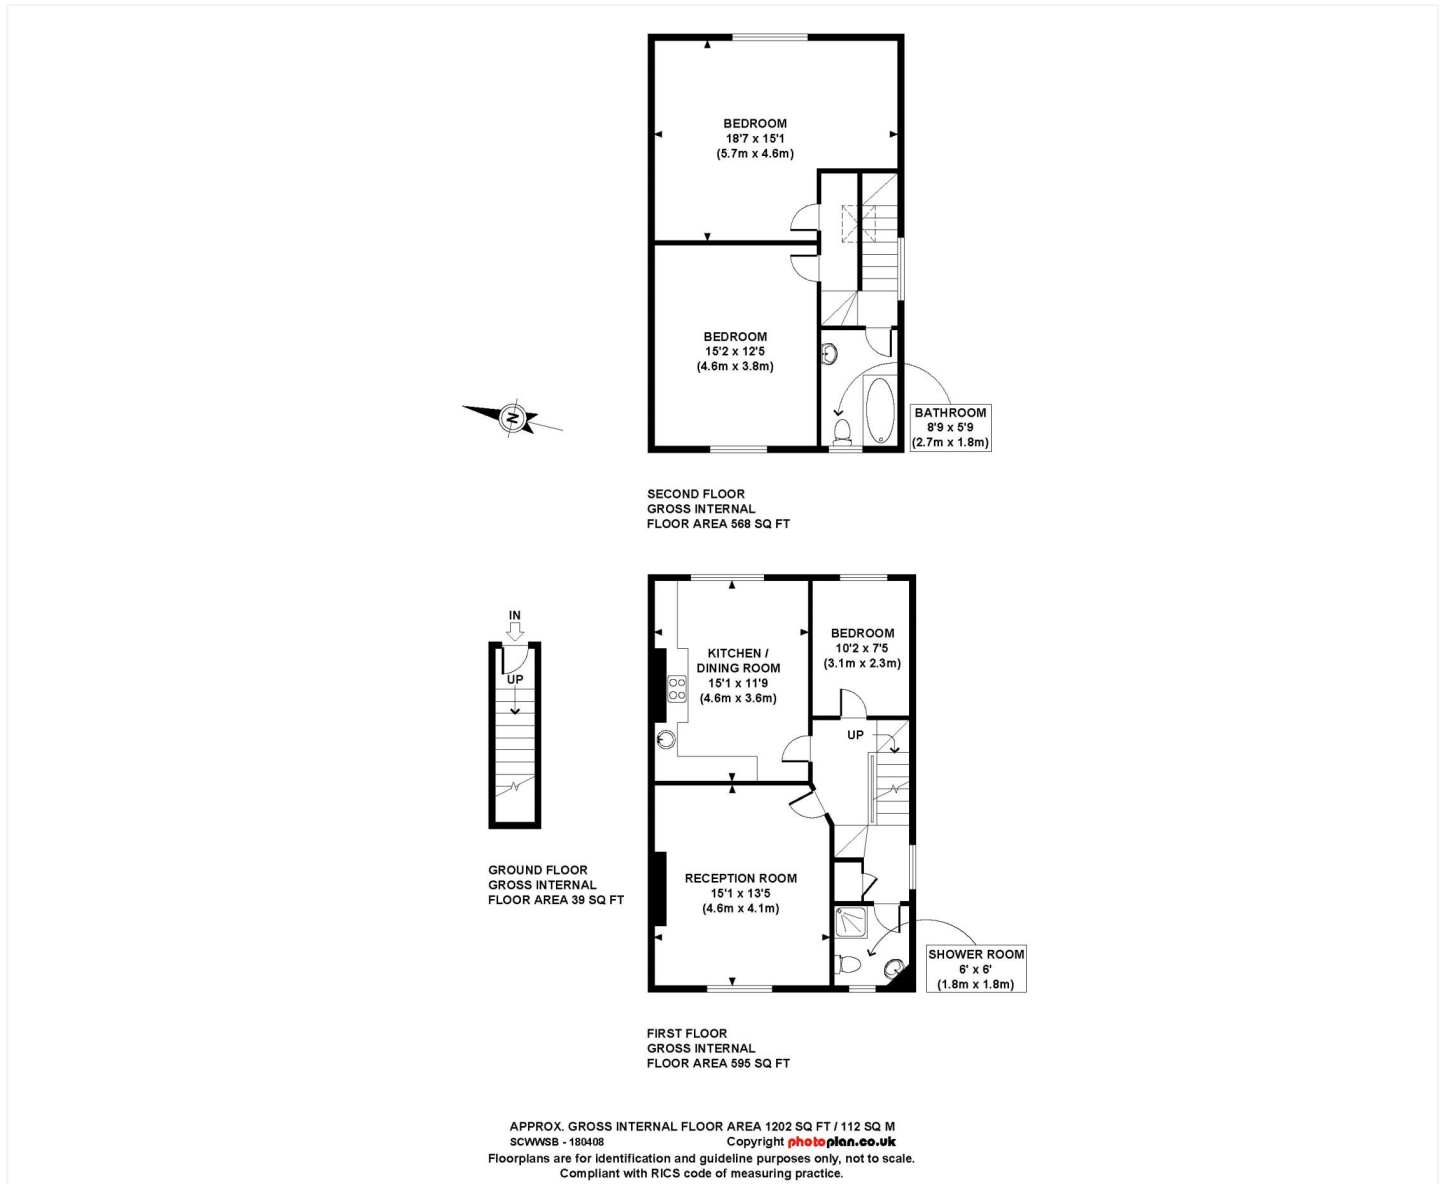 BEDROOM
18'7 x 15'1
(5.7m x 4.6m)
BEDROOM
15'2 x 12'5
(4.6m x 3.8m)
BATHROOM
8'9 x 5'9
(2.7m x 1.8m)
N
SECOND FLOOR
GROSS INTERNAL
FLOOR AREA 568 SQ FT
IN
UP
GROUND FLOOR
GROSS INTERNAL
FLOOR AREA 39 SQ FT
KITCHEN /
DINING ROOM
15'1 x 11'9
(4.6m x 3.6m)
BEDROOM
10'2 x 7'5
(3.1m x 2.3m)
UP
RECEPTION ROOM
15'1 x 13'5
(4.6m x 4.1m)
SHOWER ROOM
6' x 6'
(1.8m x 1.8m)
FIRST FLOOR
GROSS INTERNAL
FLOOR AREA 595 SQ FT
APPROX. GROSS INTERNAL FLOOR AREA 1202 SQ FT / 112 SQ M
SCWWSB - 180408 Copyright photoplan.co.uk
Floorplans are for identification and guideline purposes only, not to scale.
Compliant with RICS code of measuring practice.